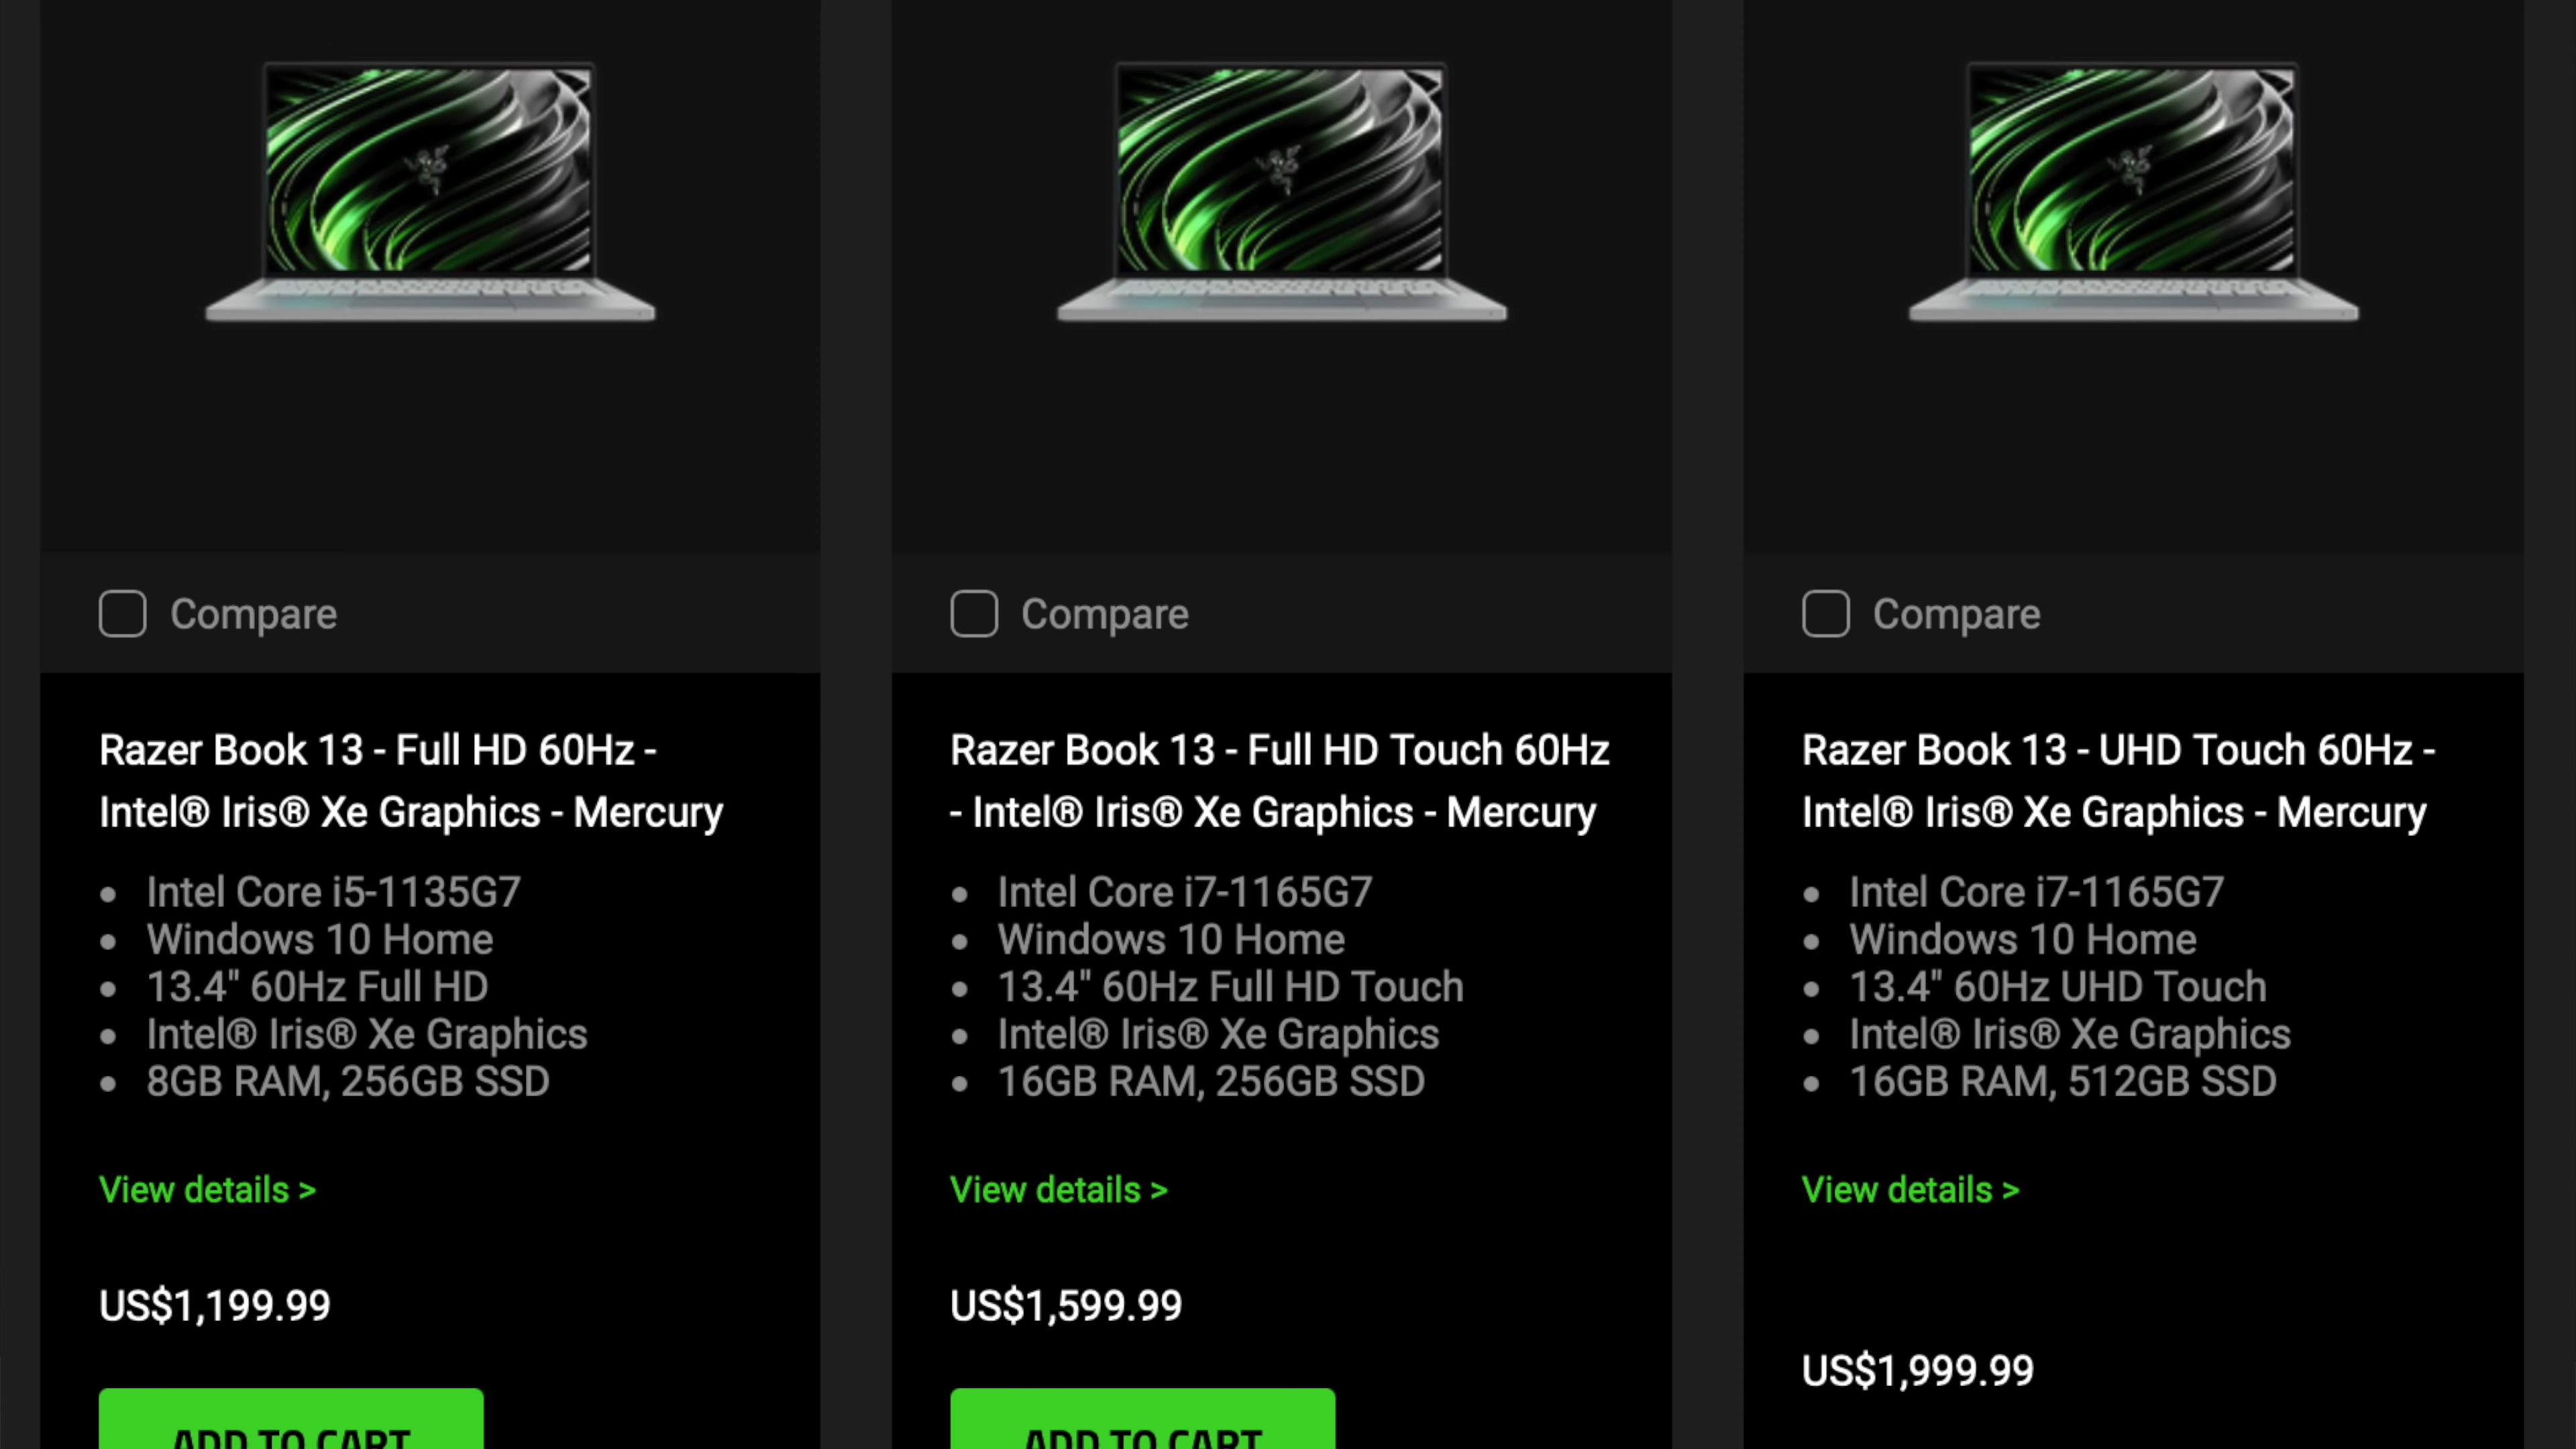 Compare
Razer Book 13 - Full HD 60Hz -
Intel® Iris® Xe Graphics - Mercury
Intel Core i5-1135G7
Windows 10 Home
13.4" 60Hz Full HD
Intel® Iris® Xe Graphics
8GB RAM, 256GB SSD
View details >
US$1,199.99
ADD TO CART
Compare
Razer Book 13 - Full HD Touch 60Hz
- Intel® Iris® Xe Graphics - Mercury
Intel Core i7-1165G7
Windows 10 Home
13.4" 60Hz Full HD Touch
Intel® Iris® Xe Graphics
16GB RAM, 256GB SSD
View details >
US$1,599.99
ADD TO CART
Compare
Razer Book 13 - UHD Touch 60Hz -
Intel® Iris® Xe Graphics - Mercury
Intel Core i7-1165G7
Windows 10 Home
13.4" 60Hz UHD Touch
Intel® Iris® Xe Graphics
16GB RAM, 512GB SSD
View details >
US$1,999.99